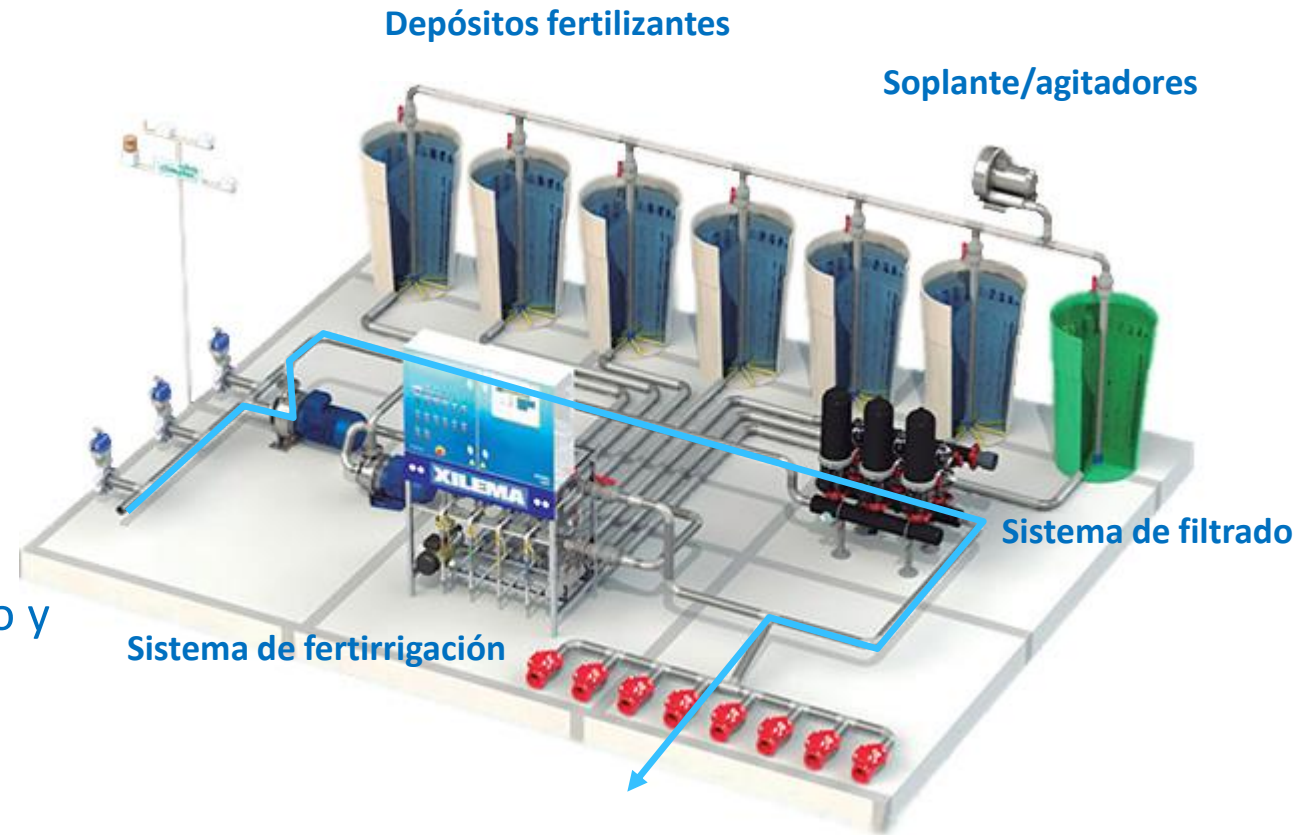 Depósitos fertilizantes
Soplante/agitadores
XILEMA
Sistema de filtrado
o y
Sistema de fertirrigación